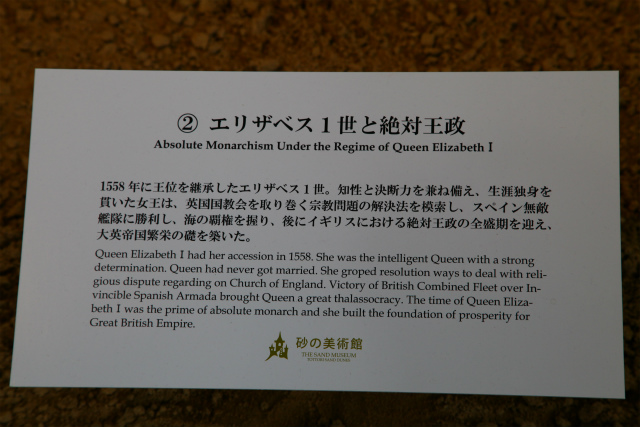 ② エリザベス1世と絶対王政
Absolute Monarchism Under the Regime of Queen Elizabeth I
1558 年に王位を継承したエリザベス1世。知性と決断力を兼ね備え、生涯独身を
貫いた女王は、英国国教会を取り巻く宗教問題の解決法を模索し、スペイン無敵
艦隊に勝利し、海の覇権を握り、後にイギリスにおける絶対王政の全盛期を迎え、
大英帝国繁栄の礎を築いた。
Queen Elizabeth I had her accession in 1558. She was the intelligent Queen with a strong
determination. Queen had never got married. She groped resolution ways to deal with reli-
gious dispute regarding on Church of England. Victory of British Combined Fleet over In-
vincible Spanish Armada brought Queen a great thalassocracy. The time of Queen Eliza-
beth I was the prime of absolute monarch and she built the foundation of prosperity for
Great British Empire.
砂の美術館
THE SAND MUSEUM
TOTTORI SAND DUNES